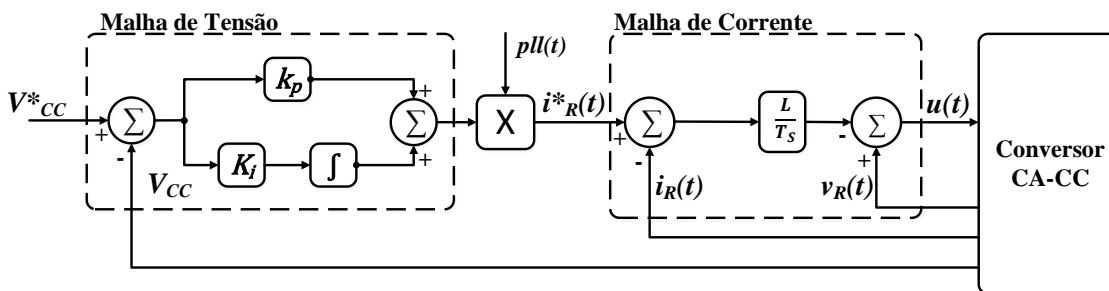 Malha de Tensão
Malha de Corrente
pll(t)
V*CC
∑
+
-
kp
Ki
∫
+
∑
+
VCC
X
i*R(t)
∑
+
-
iR(t)
L
TS
-
∑
+
vR(t)
u(t)
Conversor
CA-CC